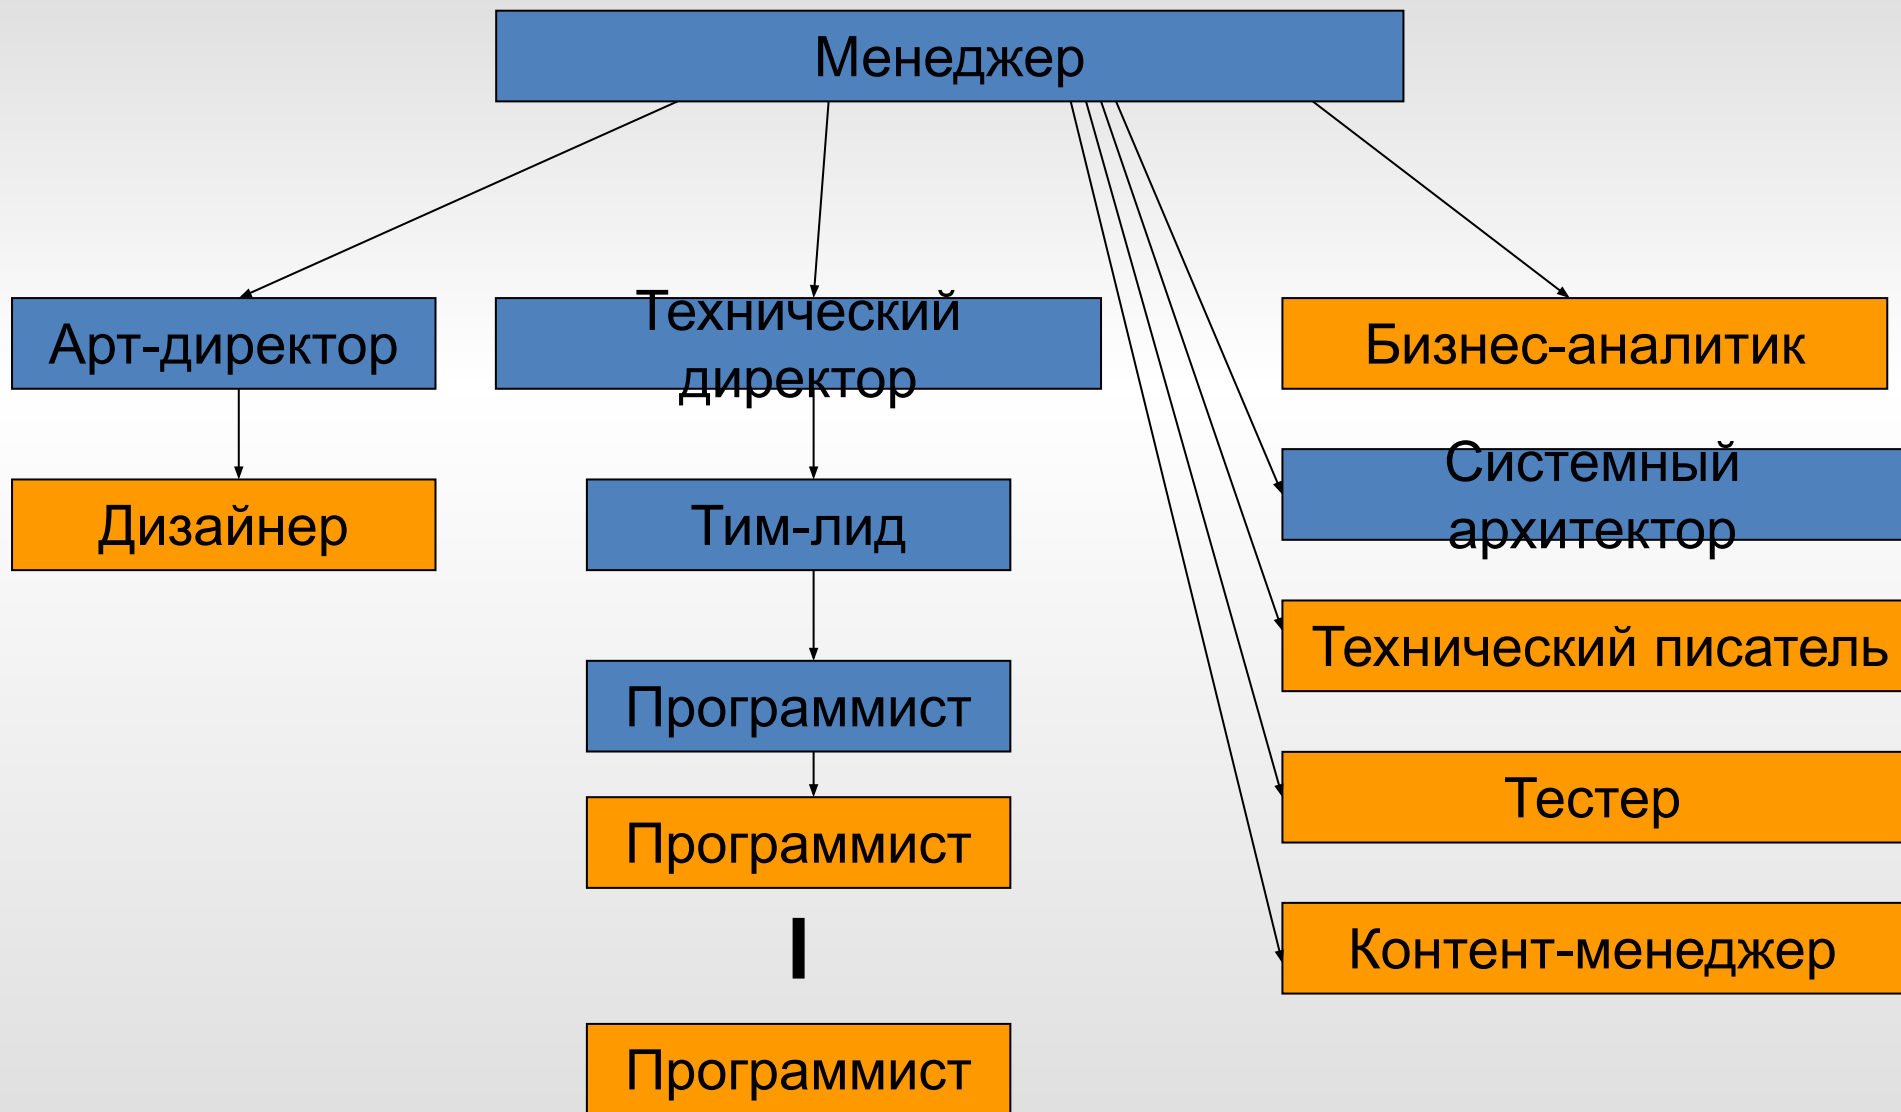 Менеджер
Арт-директор
Технический
директор
Бизнес-аналитик
Дизайнер
Тим-лид
Системный
архитектор
Программист
Технический писатель
Программист
Тестер
Контент-менеджер
Программист